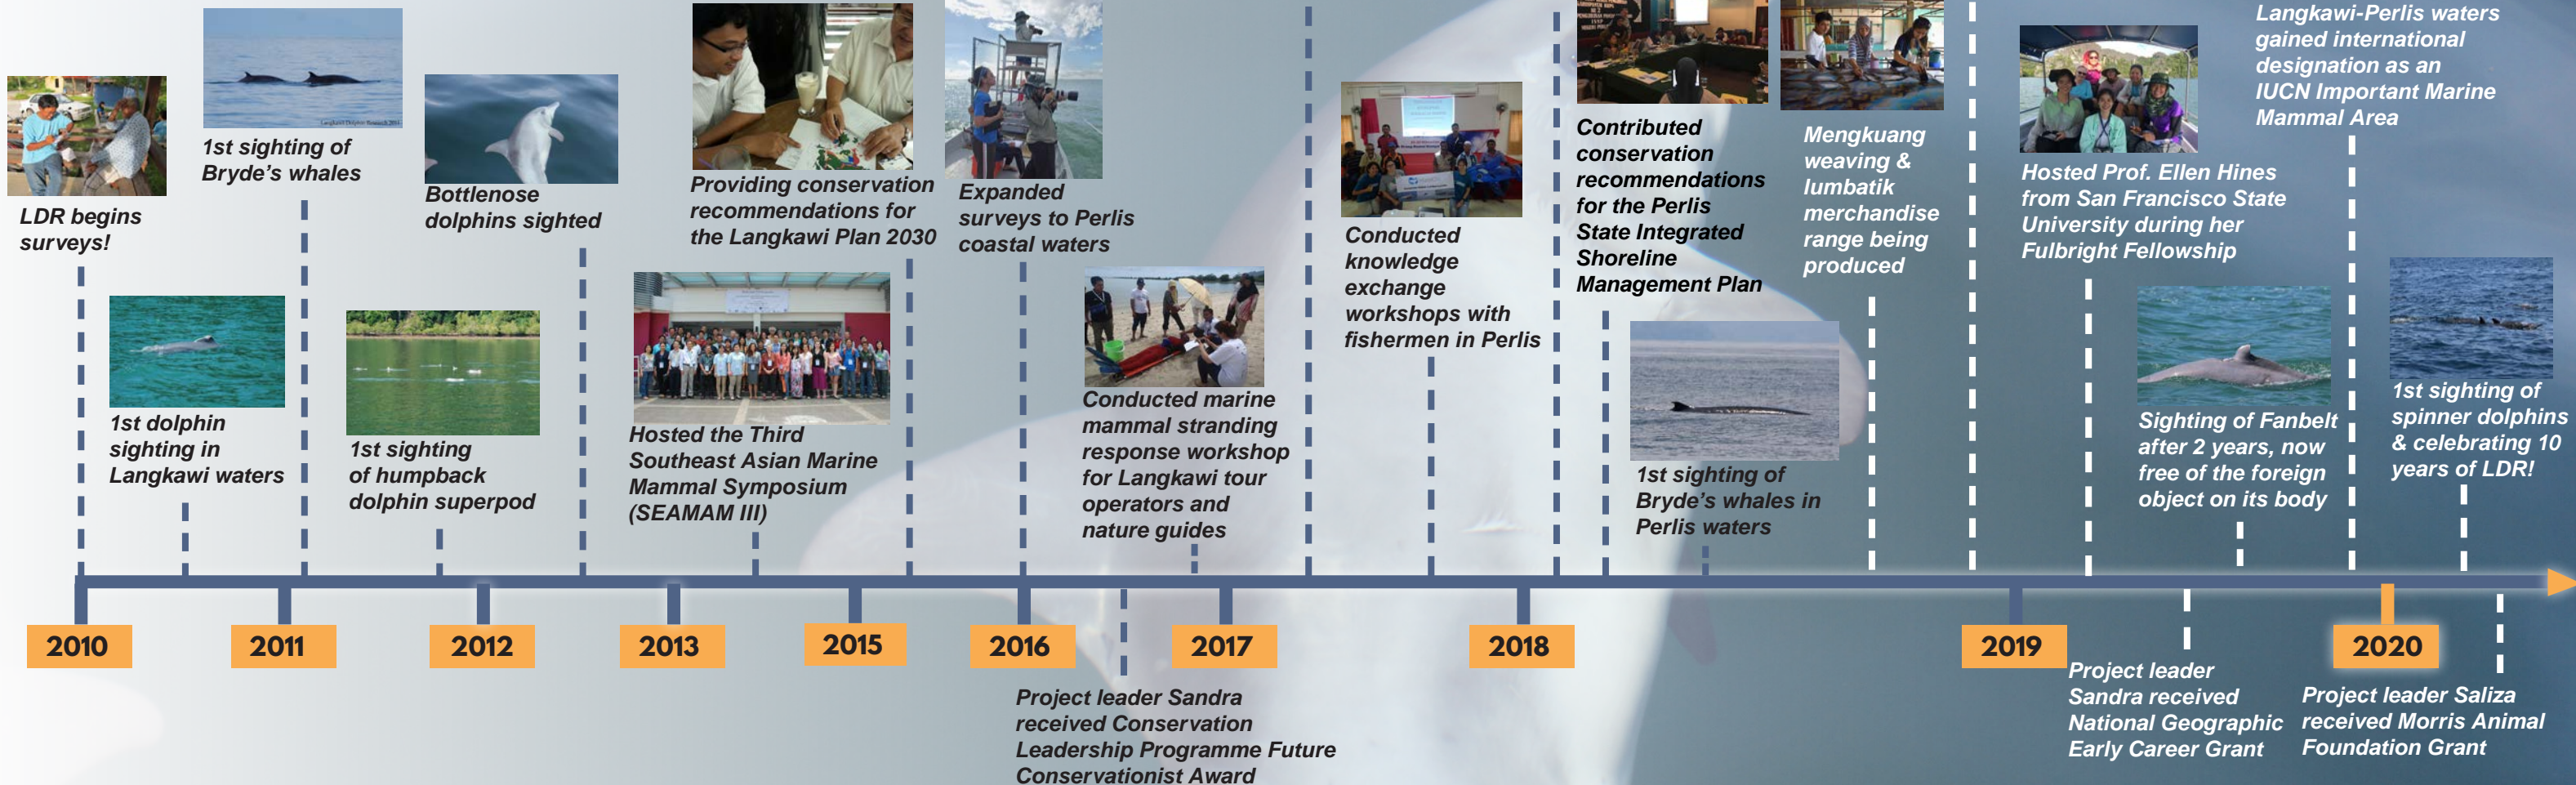 LDR begins
surveys!
1st dolphin
sighting in
Langkawi waters
1st sighting of
Bryde's whales
1st sighting
of humpback
dolphin superpod
Bottlenose
dolphins sighted
Hosted the Third
Southeast Asian Marine
Mammal Symposium
(SEAMAM III)
Providing conservation
recommendations for
the Langkawi Plan 2030
Expanded
surveys to Perlis
coastal waters
Conducted marine
mammal stranding
response workshop
for Langkawi tour
operators and
nature guides
Conducted
knowledge
exchange
workshops with
fishermen in Perlis
Contributed
conservation
recommendations
for the Perlis
State Integrated
Shoreline
Management Plan
1st sighting of
Bryde's whales in
Perlis waters
Mengkuang
weaving &
lumbatik
merchandise
range being
produced
Hosted Prof. Ellen Hines
from San Francisco State
University during her
Fulbright Fellowship
Sighting of Fanbelt
after 2 years, now
free of the foreign
object on its body
Langkawi-Perlis waters
gained international
designation as an
IUCN Important Marine
Mammal Area
1st sighting of
spinner dolphins
& celebrating 10
years of LDR!
2010
2011
2012
2013
2015
2016
2017
2018
2019
2020
Project leader Sandra
received Conservation
Leadership Programme Future
Conservationist Award
Project leader
Sandra received
National Geographic
Early Career Grant
Project leader Saliza
received Morris Animal
Foundation Grant